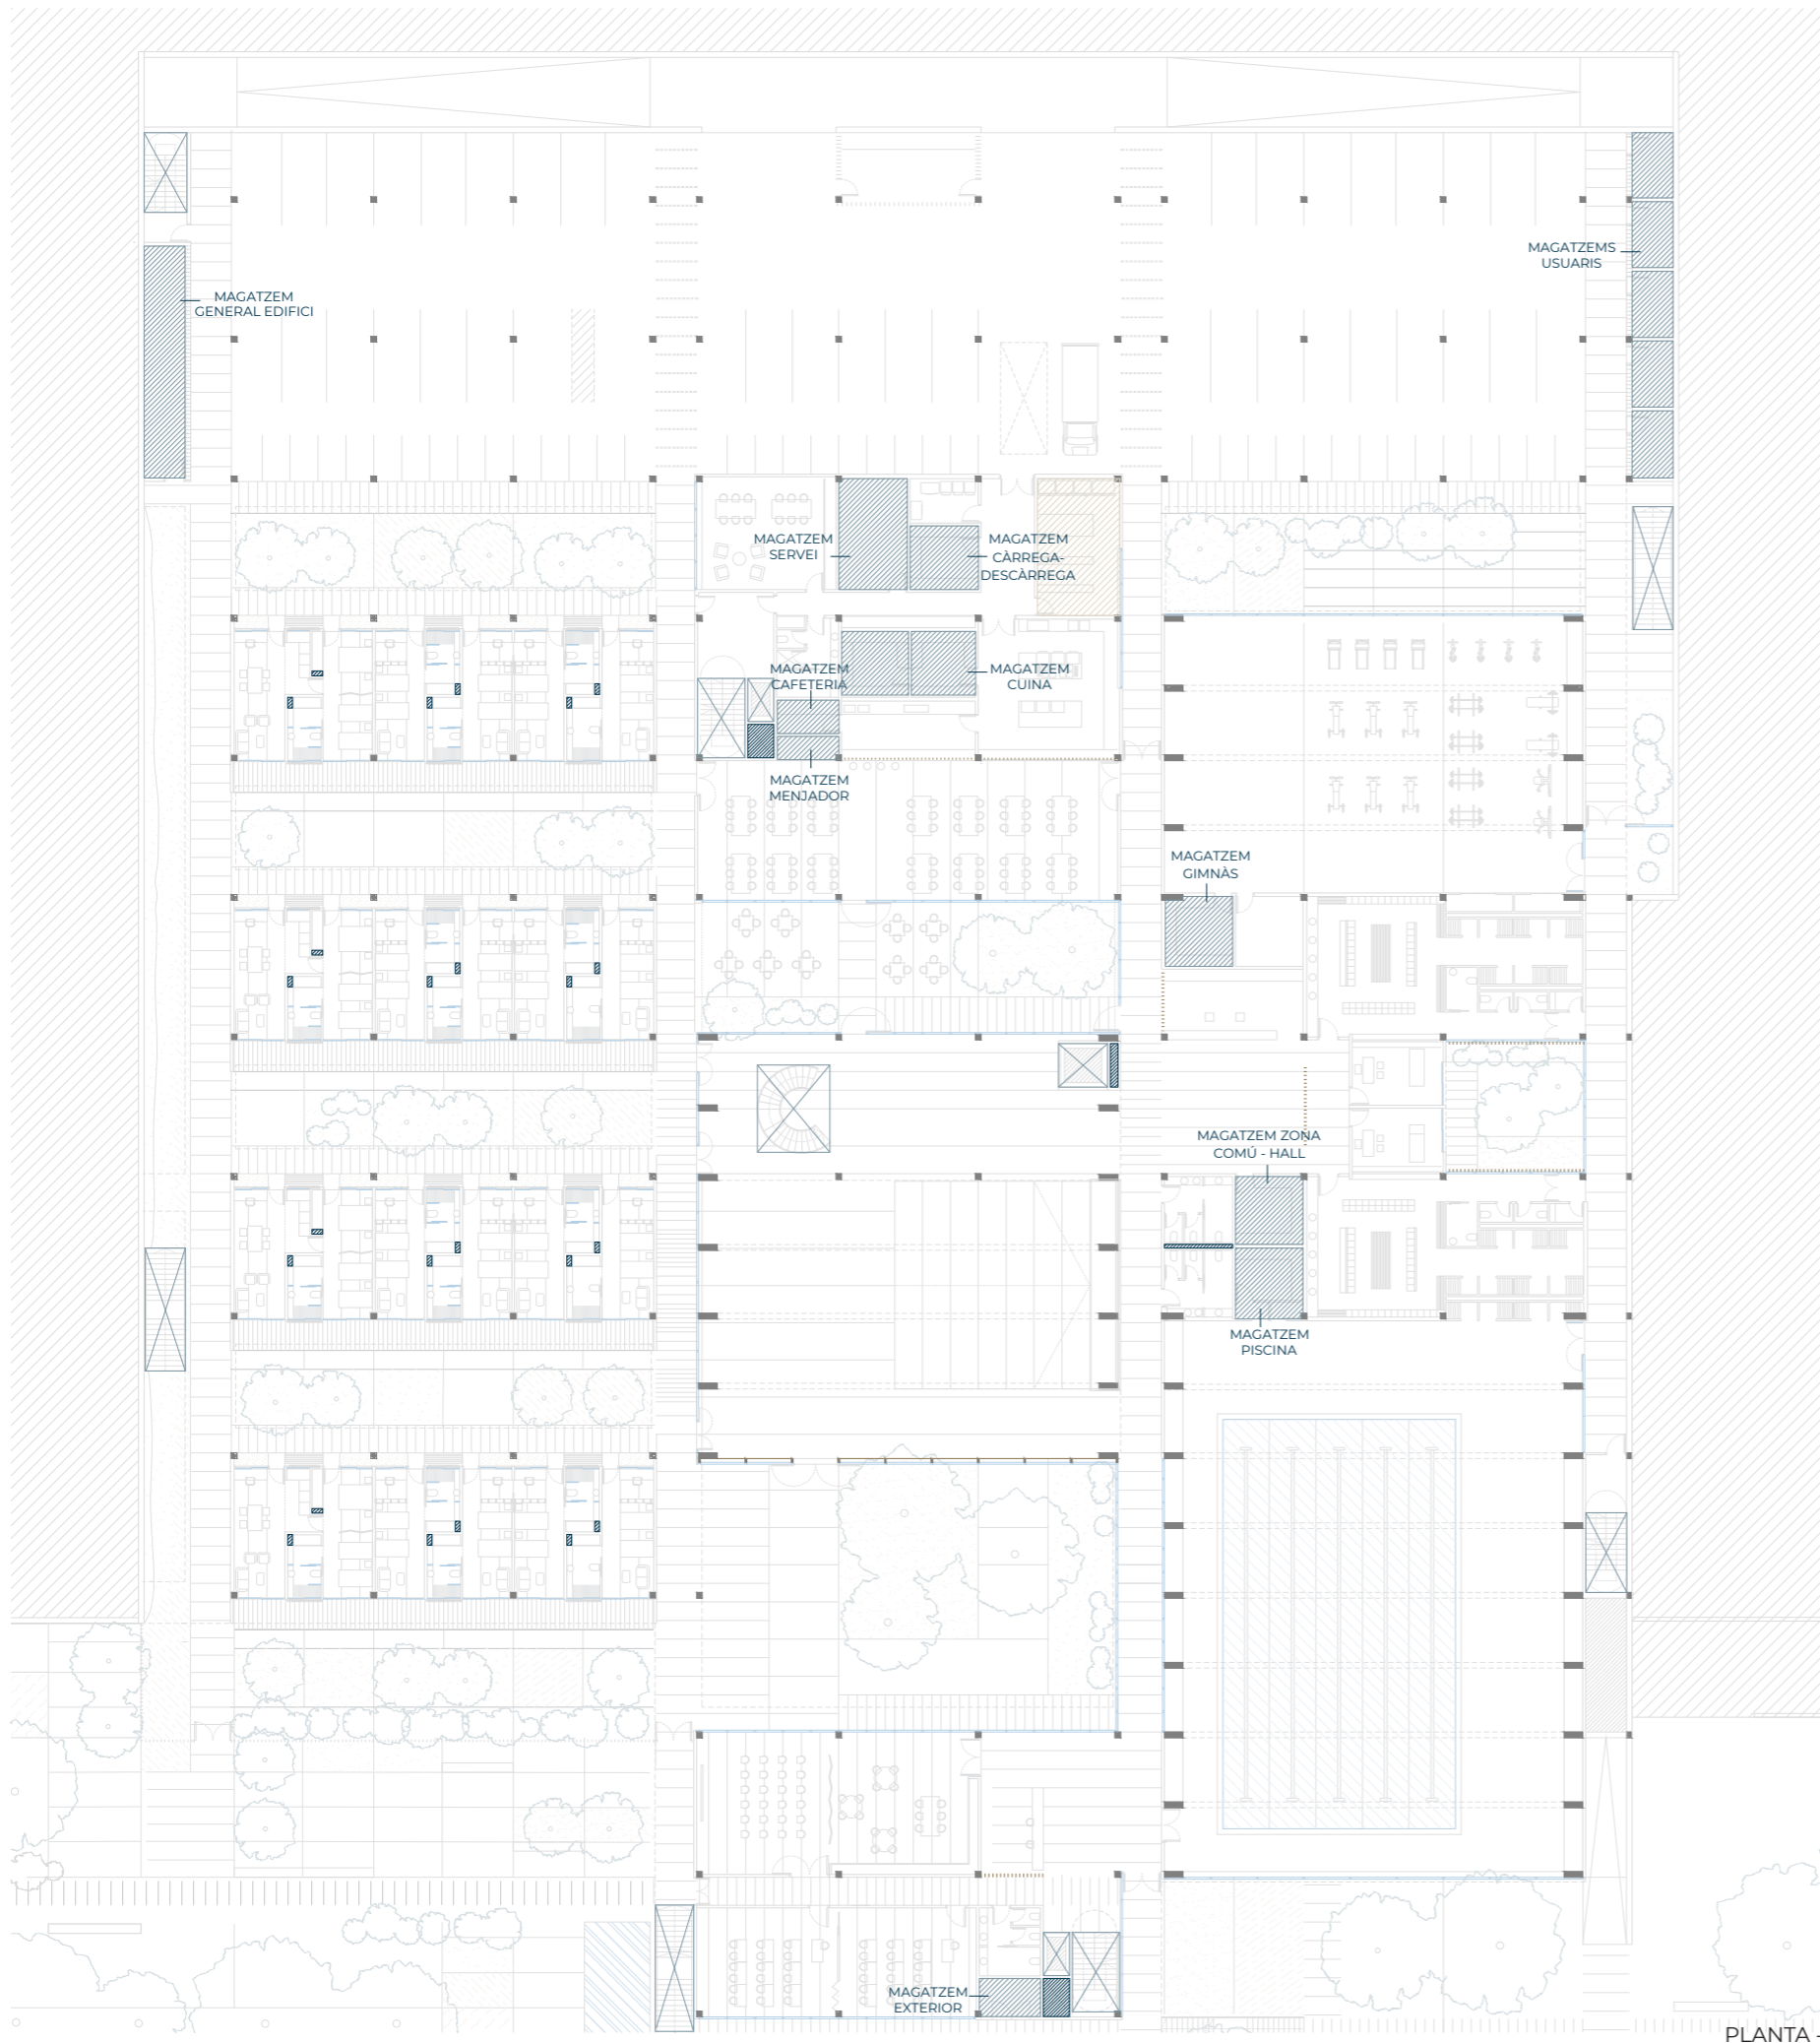 MAGATZEMS
USUARIS
MAGATZEM
GENERAL EDIFICI
MAGATZEM
SERVEI
MAGATZEM
CÀRREGA-
DESCÀRREGA
MAGATZEM
CAFETERIA
MAGATZEM
CUINA
MAGATZEM
MENJADOR
MAGATZEM
GIMNÀS
MAGATZEM ZONA
COMÚ - HALL
MAGATZEM
PISCINA
MAGATZEM
EXTERIOR
PLANTA